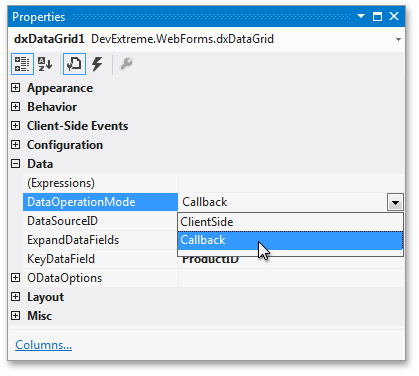 Properties
dxDataGrid1 DevExtreme.WebForms.dxDataGrid
Appearance
Behavior
Client-Side Events
Configuration
Data
(Expressions)
DataOperationMode Callback
DataSourceID ClientSide
ExpandDataFields Callback
KeyDataField ProductID
ODataOptions
Layout
Misc
Columns...